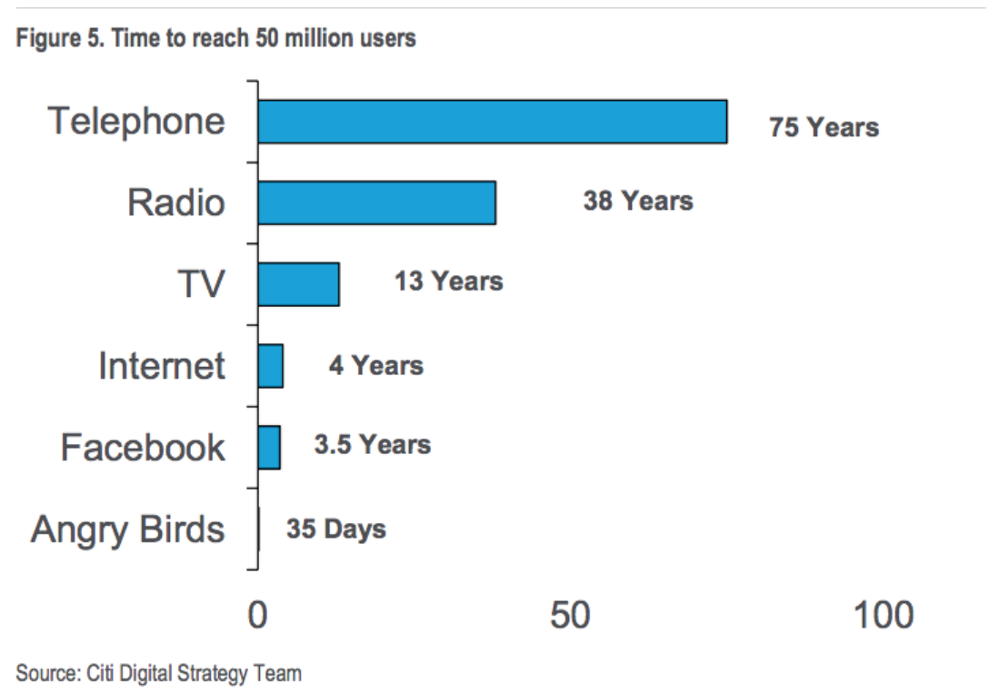 Figure 5. Time to reach 50 million users
Telephone 75 Years
Radio 38 Years
TV 13 Years
Internet 4 Years
Facebook 3.5 Years
Angry Birds 35 Days
0 50 100
Source: Citi Digital Strategy Team